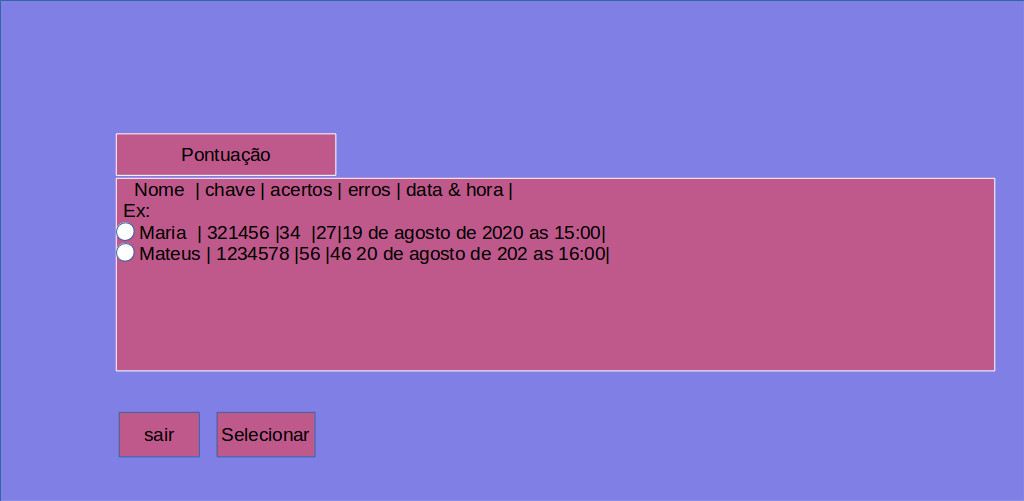 Pontuação
Nome | chave | acertos | erros | data & hora |
Ex:
Maria | 321456 |34 |27|19 de agosto de 2020 as 15:00|
Mateus | 1234578 |56 |46 20 de agosto de 202 as 16:00|
sair
Selecionar